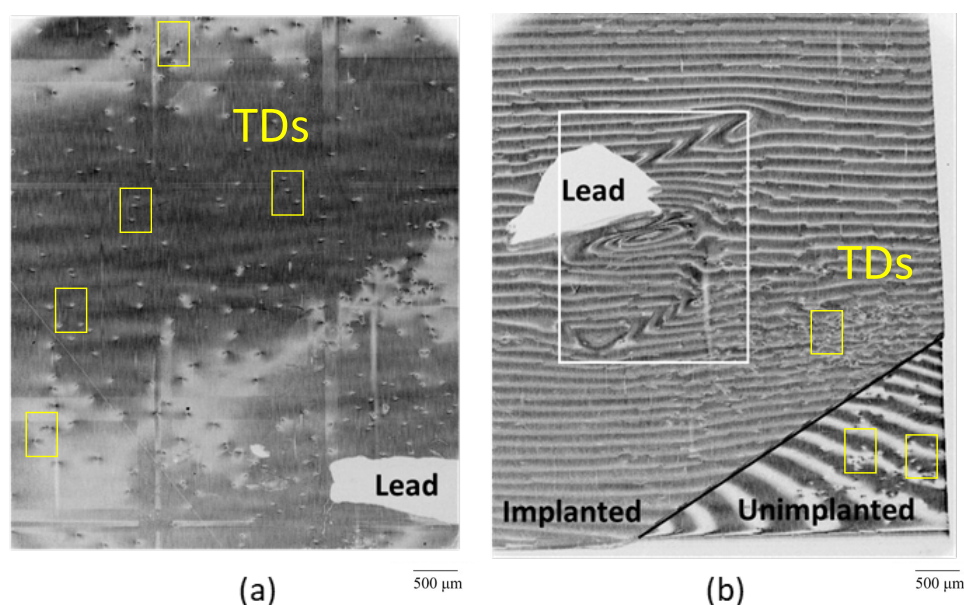 TDs
Lead
(a)
500 μm
Lead
TDs
Implanted
Unimplanted
(b)
500 μm